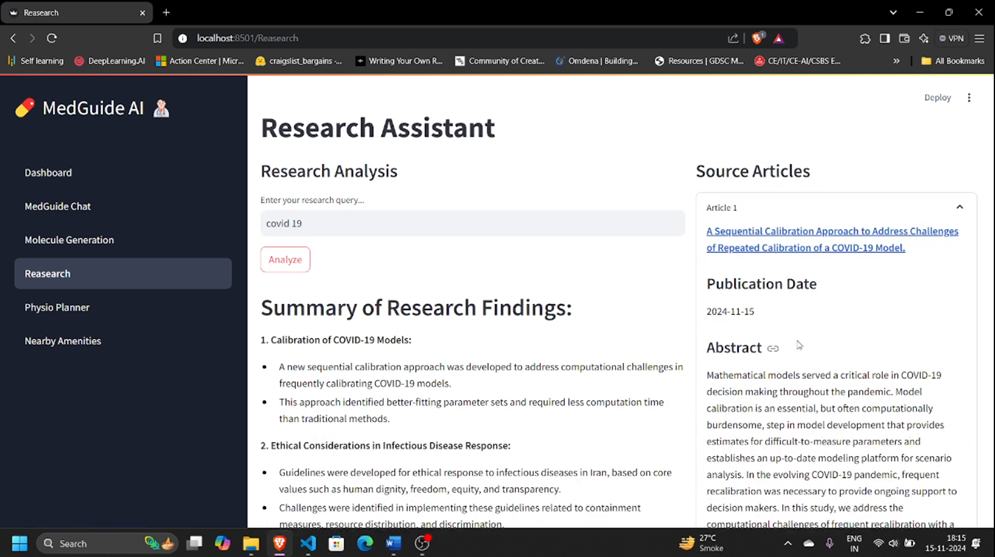 Reasearch
localhost:8501/Reasearch
VPN
Self learning
DeepLearning.AI
Action Center | Micr...
craigslist_bargains ·...
Writing Your Own R...
Community of Creat...
Omdena | Building...
Resources | GDSC M...
CE/IT/CE-AI/CSBS E...
»
All Bookmarks
MedGuide AI
Dashboard
MedGuide Chat
Molecule Generation
Reasearch
Physio Planner
Nearby Amenities
Deploy
Research Assistant
Research Analysis
Enter your research query...
covid 19
Analyze
Summary of Research Findings:
1. Calibration of COVID-19 Models:
• A new sequential calibration approach was developed to address computational challenges in
frequently calibrating COVID-19 models.
• This approach identified better-fitting parameter sets and required less computation time
than traditional methods.
2. Ethical Considerations in Infectious Disease Response:
• Guidelines were developed for ethical response to infectious diseases in Iran, based on core
values such as human dignity, freedom, equity, and transparency.
• Challenges were identified in implementing these guidelines related to containment
measures, resource distribution, and discrimination.
Source Articles
Article 1
A Sequential Calibration Approach to Address Challenges
of Repeated Calibration of a COVID-19 Model.
Publication Date
2024-11-15
Abstract
Mathematical models served a critical role in COVID-19
decision making throughout the pandemic. Model
calibration is an essential, but often computationally
burdensome, step in model development that provides
estimates for difficult-to-measure parameters and
establishes an up-to-date modeling platform for scenario
analysis. In the evolving COVID-19 pandemic, frequent
recalibration was necessary to provide ongoing support to
decision makers. In this study, we address the
computational challenges of frequent recalibration with a
Search
27°C
Smoke
ENG
IN
18:15
15-11-2024